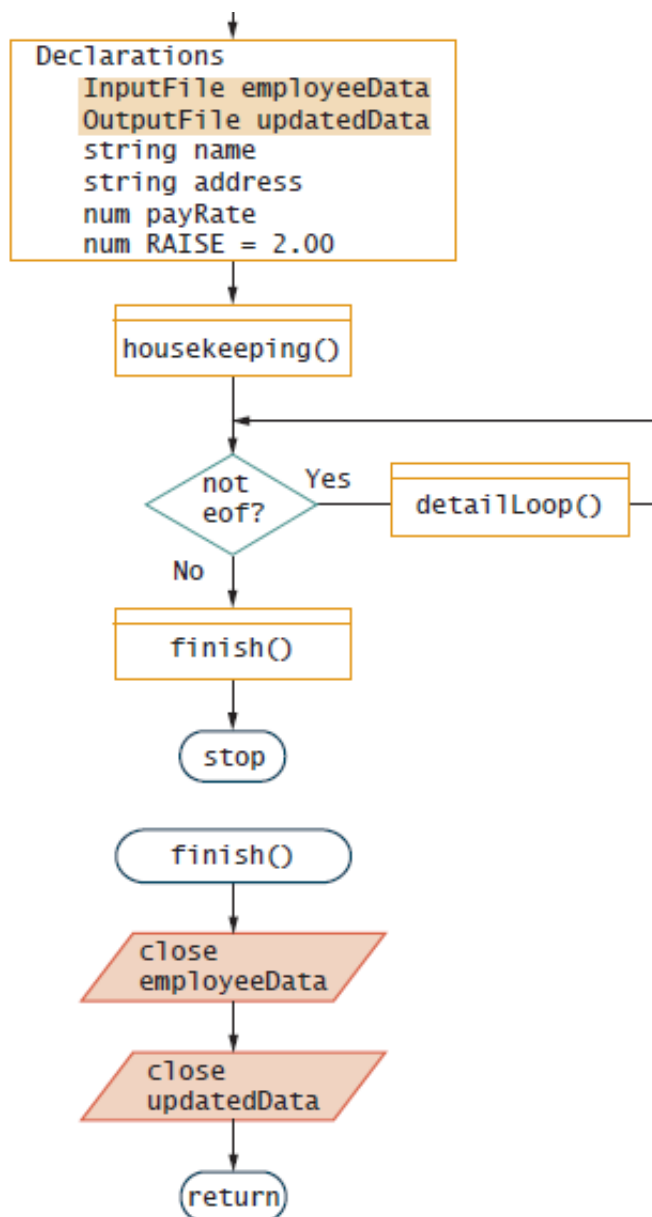 Declarations
InputFile employeeData
OutputFile updatedData
string name
string address
num payRate
num RAISE = 2.00
housekeeping()
not
eof?
Yes
detailLoop()
No
finish()
stop
finish()
close
employeeData
close
updatedData
return